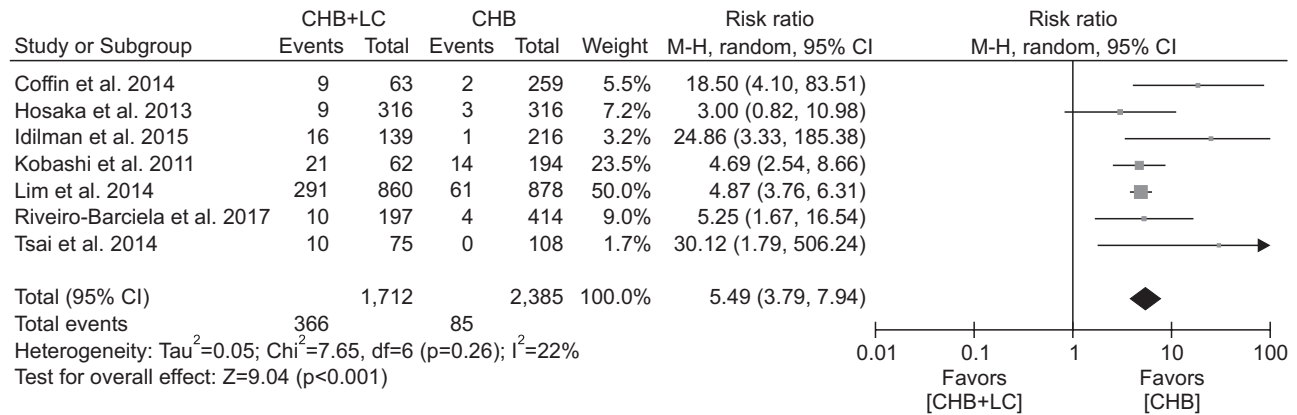 CHB+LC CHB Risk ratio Risk ratio
Study or Subgroup Events Total Events Total Weight M-H, random, 95% CI M-H, random, 95% CI
Coffin et al. 2014 9 63 2 259 5.5% 18.50 (4.10, 83.51)
Hosaka et al. 2013 9 316 3 316 7.2% 3.00 (0.82, 10.98)
Idilman et al. 2015 16 139 1 216 3.2% 24.86 (3.33, 185.38)
Kobashi et al. 2011 21 62 14 194 23.5% 4.69 (2.54, 8.66)
Lim et al. 2014 291 860 61 878 50.0% 4.87 (3.76, 6.31)
Riveiro-Barciela et al. 2017 10 197 4 414 9.0% 5.25 (1.67, 16.54)
Tsai et al. 2014 10 75 0 108 1.7% 30.12 (1.79, 506.24)
Total (95% CI) 1,712 2,385 100.0% 5.49 (3.79, 7.94)
Total events 366 85
Heterogeneity: Tau²=0.05; Chi²=7.65, df=6 (p=0.26); I²=22%
Test for overall effect: Z=9.04 (p<0.001)
0.01 0.1 1 10 100
Favors Favors
[CHB+LC] [CHB]